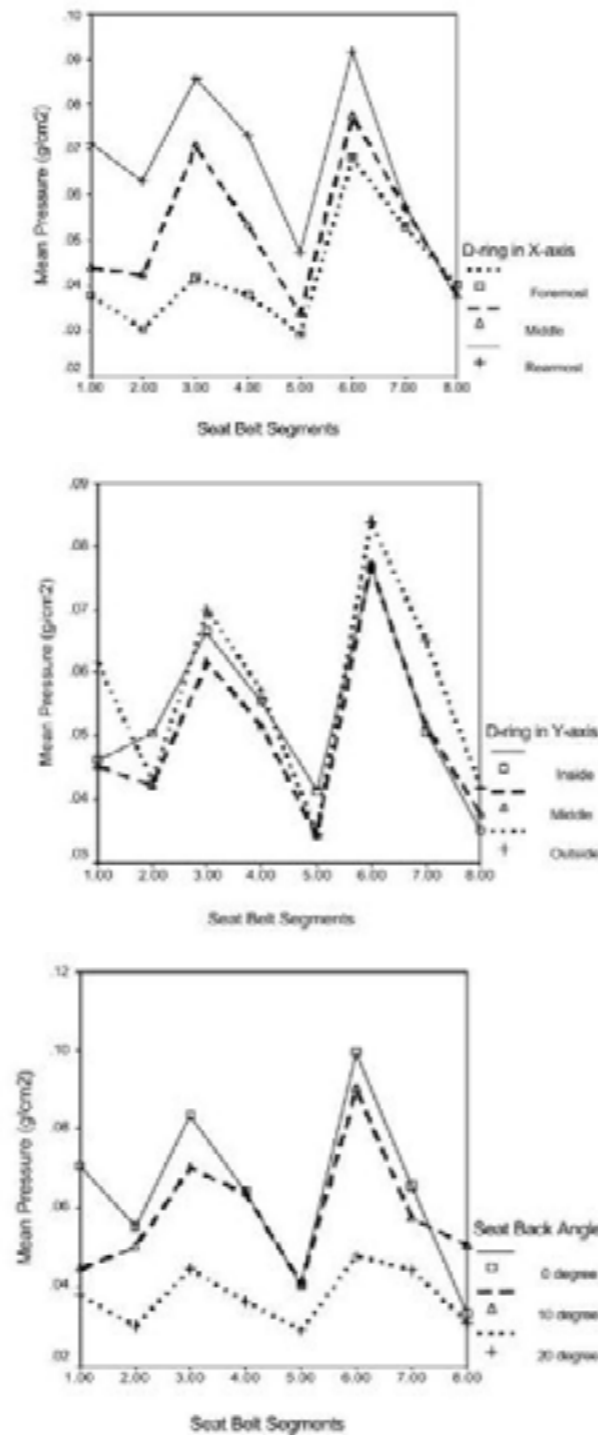 .10
.09
.08
.07
.06
.05
.04
.03
.02
Mean Pressure (g/cm2)
1.00 2.00 3.00 4.00 5.00 6.00 7.00 8.00
Seat Belt Segments
D-ring in X-axis
Foremost
Middle
Rearmost
.09
.08
.07
.06
.05
.04
.03
Mean Pressure (g/cm2)
1.00 2.00 3.00 4.00 5.00 6.00 7.00 8.00
Seat Belt Segments
D-ring in Y-axis
Inside
Middle
Outside
.12
.10
.08
.06
.04
.02
Mean Pressure (g/cm2)
1.00 2.00 3.00 4.00 5.00 6.00 7.00 8.00
Seat Belt Segments
Seat Back Angle
0 degree
10 degree
20 degree